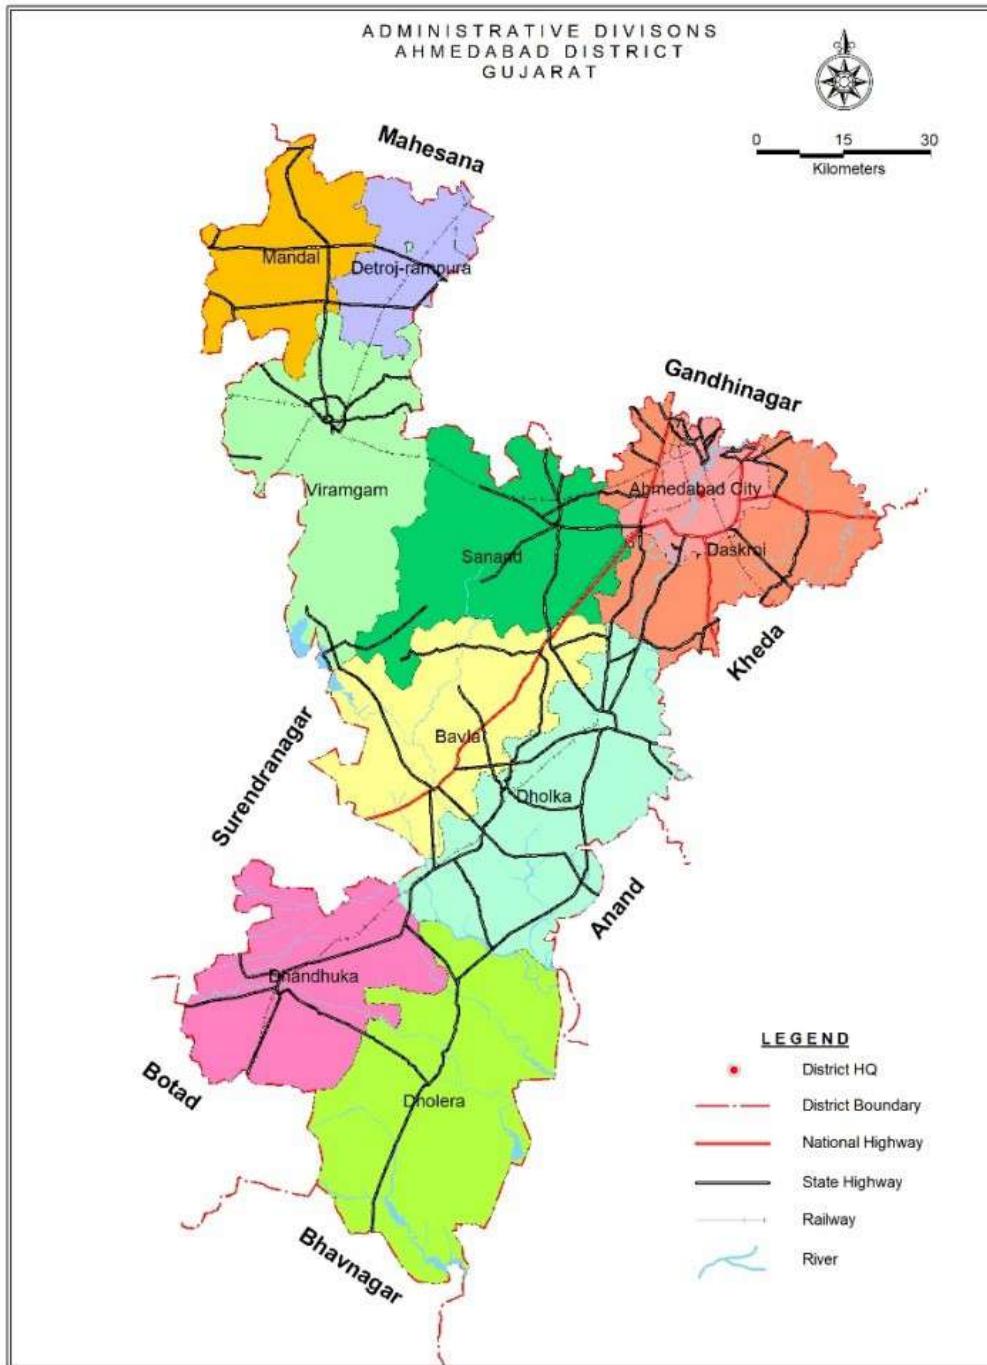 ADMINISTRATIVE DIVISONS
AHMEDABAD DISTRICT
GUJARAT
0 15 30
Kilometers
Mahesana
Mandal
Detroj-rampura
Gandhinagar
Viramgam
Ahmedabad City
Sanand
Daskroi
Kheda
Surendranagar
Bavla
Dholka
Anand
Dhandhuka
Botad
Dholera
Bhavnagar
LEGEND
District HQ
District Boundary
National Highway
State Highway
Railway
River